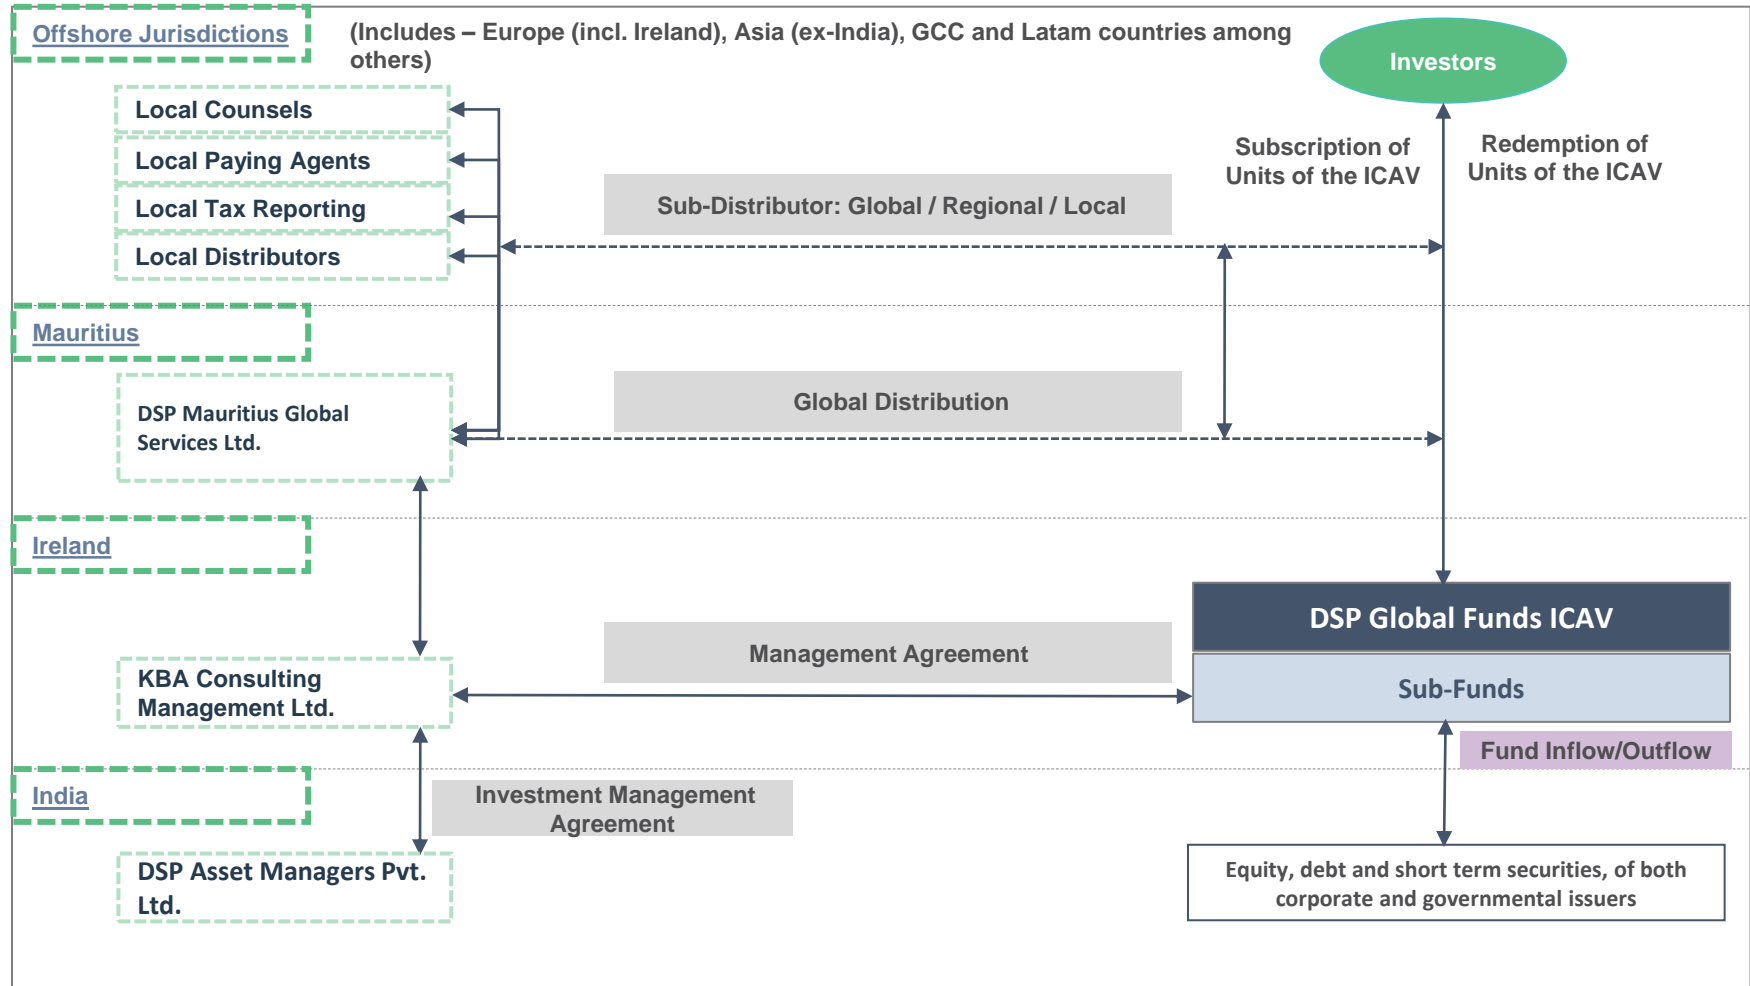 Offshore Jurisdictions
(Includes – Europe (incl. Ireland), Asia (ex-India), GCC and Latam countries among
others)
Investors
Local Counsels
Local Paying Agents
Local Tax Reporting
Local Distributors
Sub-Distributor: Global / Regional / Local
Subscription of
Units of the ICAV
Redemption of
Units of the ICAV
Mauritius
DSP Mauritius Global
Services Ltd.
Global Distribution
Ireland
DSP Global Funds ICAV
Sub-Funds
Management Agreement
KBA Consulting
Management Ltd.
Fund Inflow/Outflow
India
Investment Management
Agreement
DSP Asset Managers Pvt.
Ltd.
Equity, debt and short term securities, of both
corporate and governmental issuers